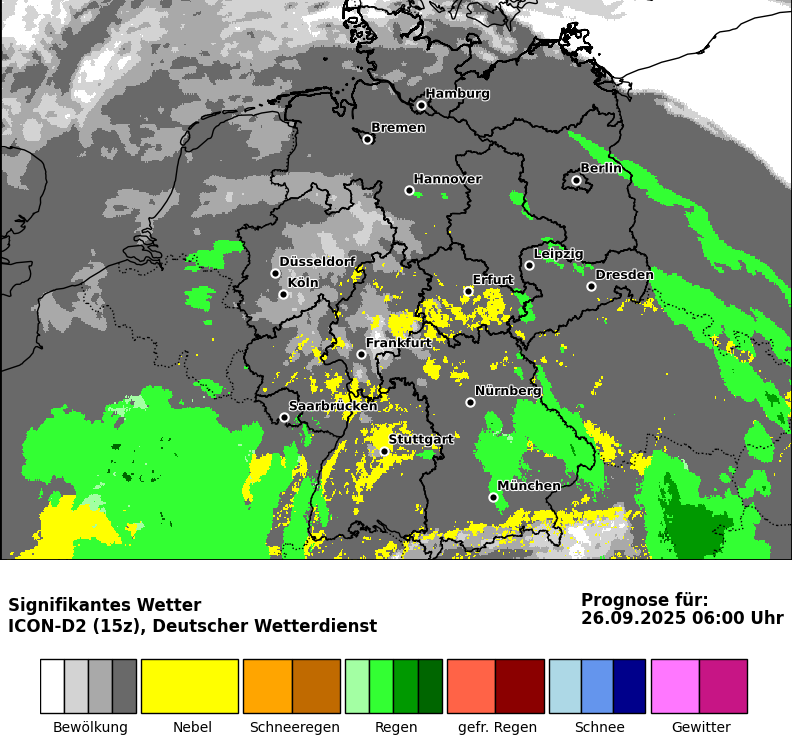 Hamburg
Bremen
Berlin
Hannover
Leipzig
Düsseldorf
Dresden
Köln
Erfurt
Frankfurt
Nürnberg
Saarbrücken
Stuttgart
München
Signifikantes Wetter
ICON-D2 (15z), Deutscher Wetterdienst
Prognose für:
26.09.2025 06:00 Uhr
Bewölkung Nebel Schneeregen Regen gefr. Regen Schnee Gewitter